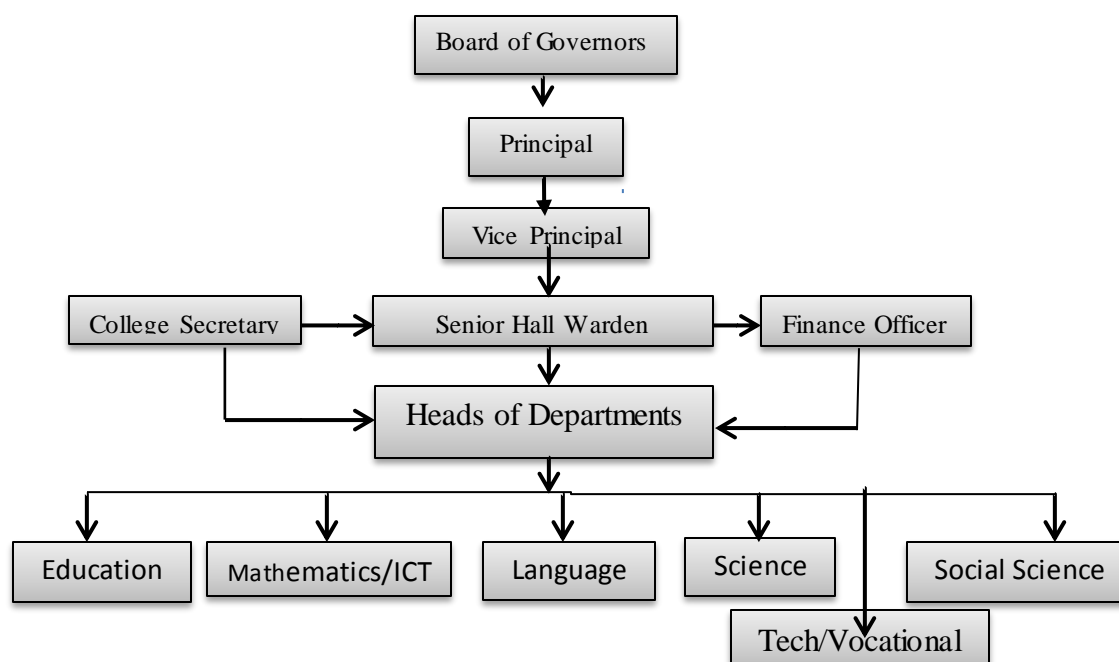 Board of Governors
Principal
Vice Principal
College Secretary
Senior Hall Warden
Finance Officer
Heads of Departments
Education
Mathematics/ICT
Language
Science
Social Science
Tech/Vocational